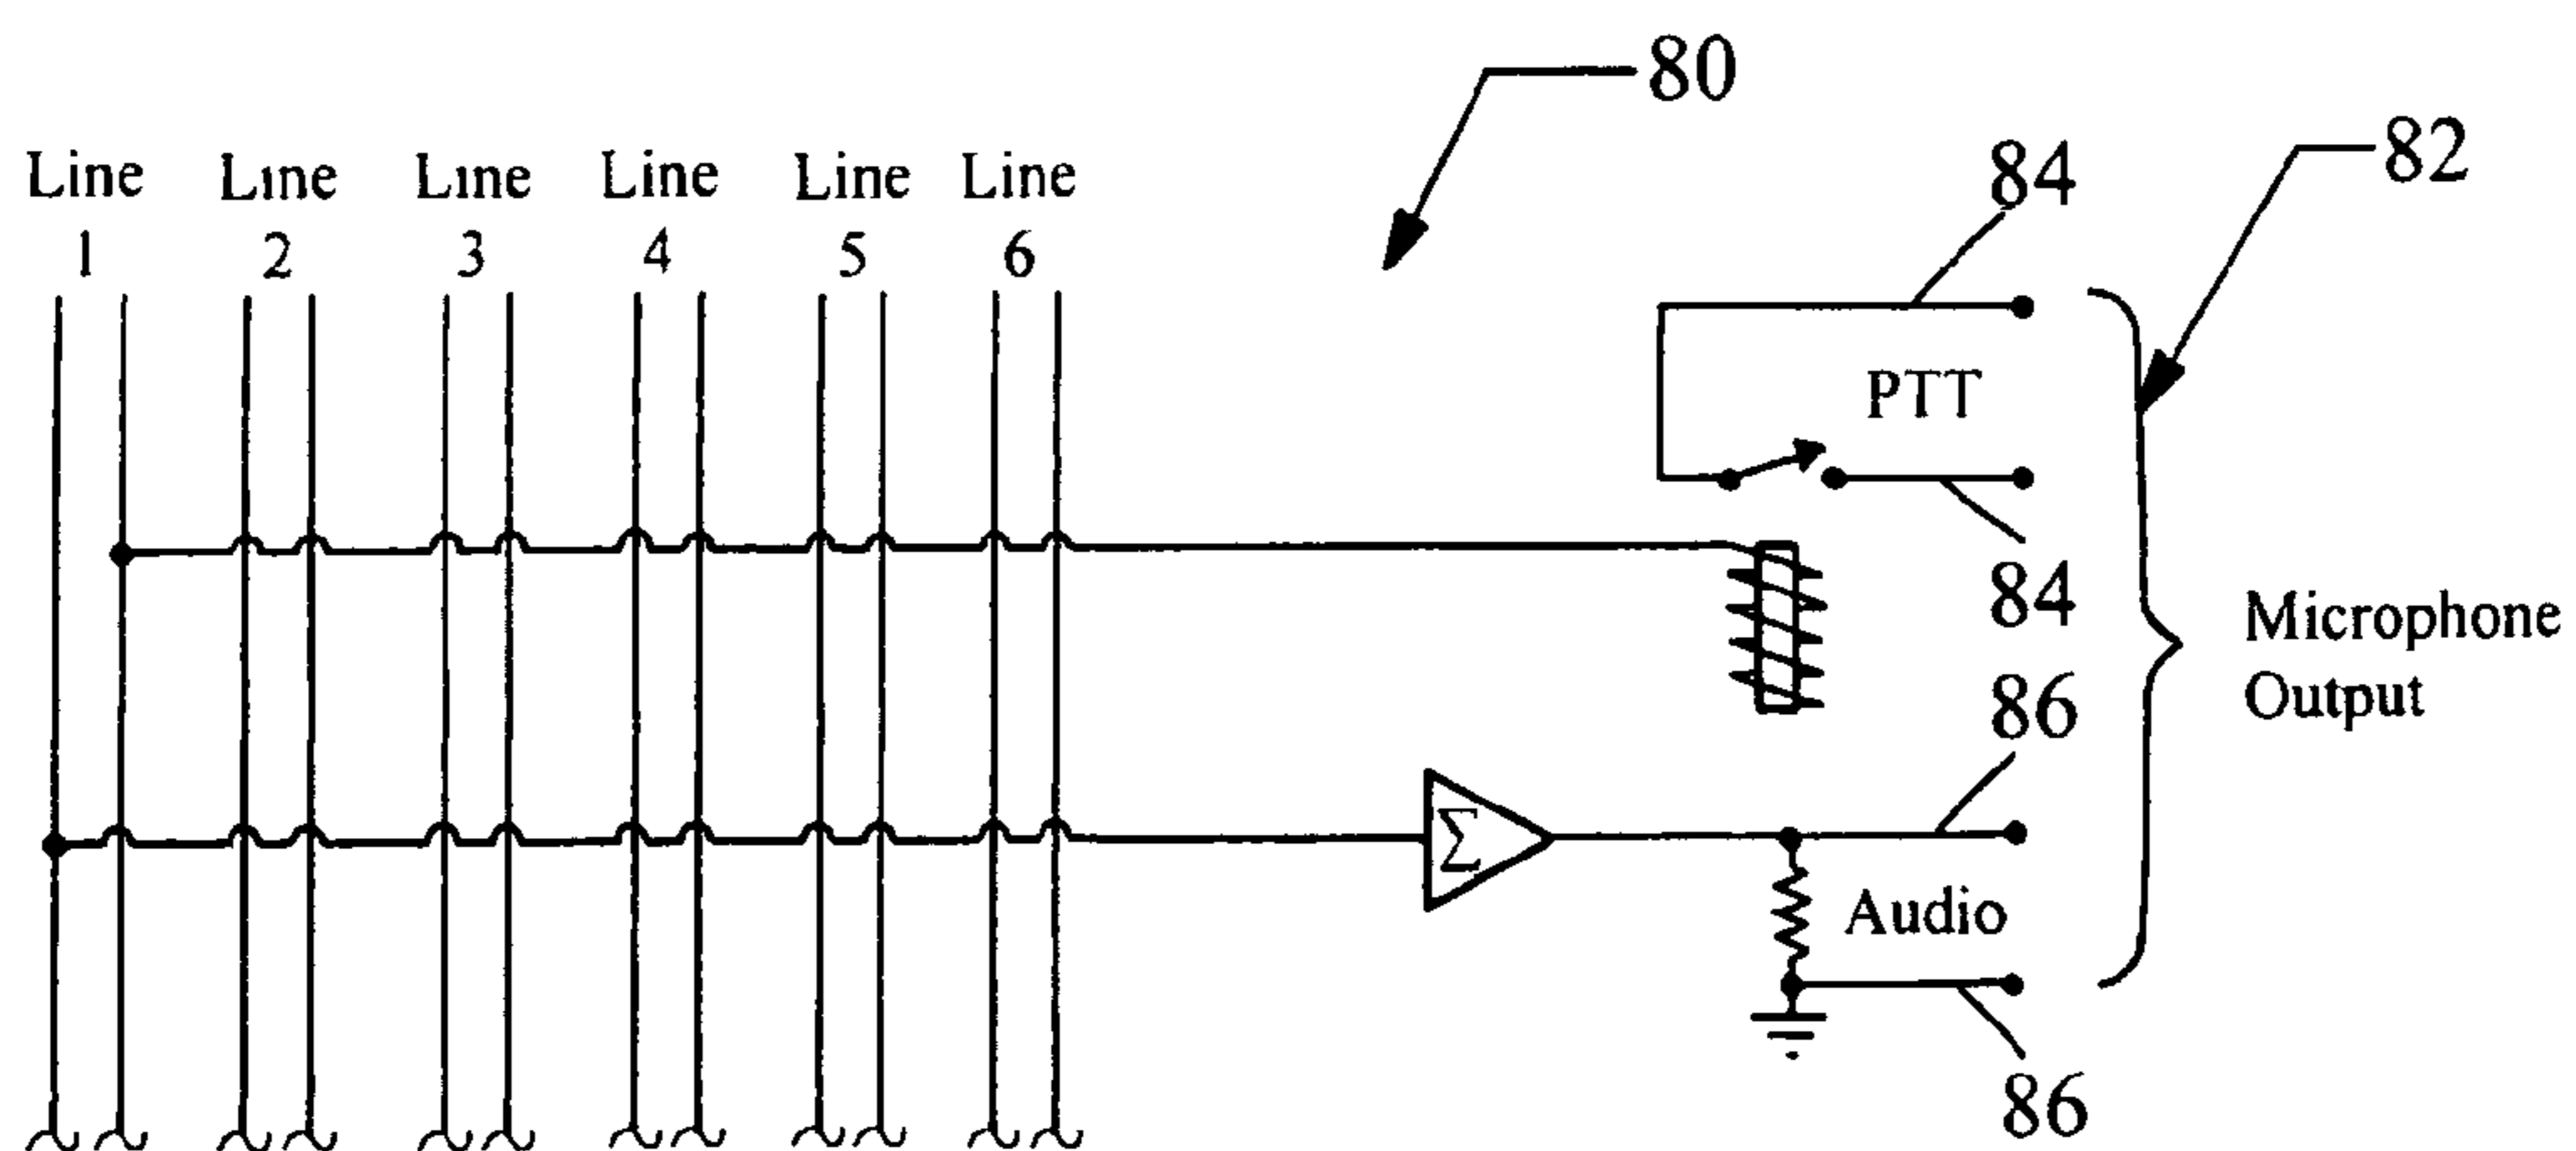 80
82
84
Line Line Line Line Line Line
1 2 3 4 5 6
PTT
84
Microphone
Output
86
Σ
Audio
86